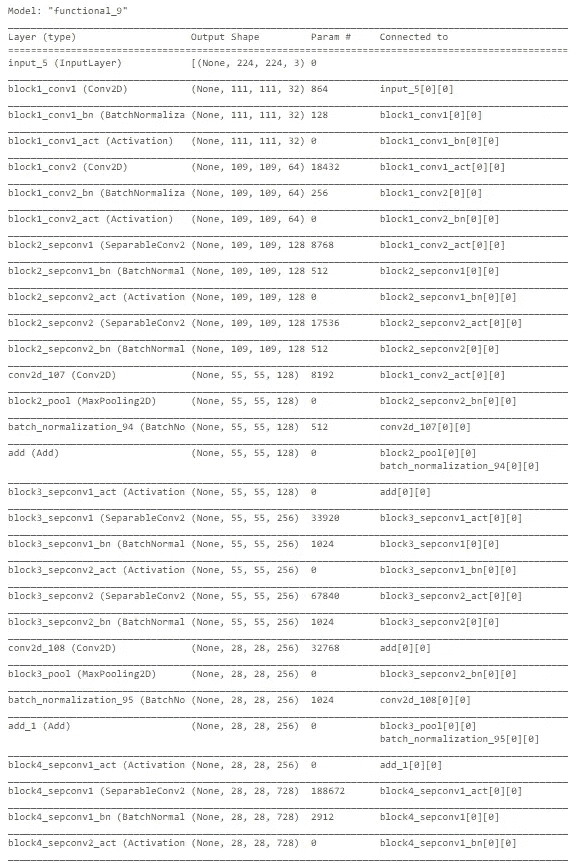 Model: "functional_9"
Layer (type) Output Shape Param # Connected to
input_5 (InputLayer) [(None, 224, 224, 3) 0
block1_conv1 (Conv2D) (None, 111, 111, 32) 864 input_5[0][0]
block1_conv1_bn (BatchNormaliza (None, 111, 111, 32) 128 block1_conv1[0][0]
block1_conv1_act (Activation) (None, 111, 111, 32) 0 block1_conv1_bn[0][0]
block1_conv2 (Conv2D) (None, 109, 109, 64) 18432 block1_conv1_act[0][0]
block1_conv2_bn (BatchNormaliza (None, 109, 109, 64) 256 block1_conv2[0][0]
block1_conv2_act (Activation) (None, 109, 109, 64) 0 block1_conv2_bn[0][0]
block2_sepconv1 (SeparableConv2 (None, 109, 109, 128 8768 block1_conv2_act[0][0]
block2_sepconv1_bn (BatchNormal (None, 109, 109, 128 512 block2_sepconv1[0][0]
block2_sepconv2_act (Activation (None, 109, 109, 128 0 block2_sepconv1_bn[0][0]
block2_sepconv2 (SeparableConv2 (None, 109, 109, 128 17536 block2_sepconv2_act[0][0]
block2_sepconv2_bn (BatchNormal (None, 109, 109, 128 512 block2_sepconv2[0][0]
conv2d_107 (Conv2D) (None, 55, 55, 128) 8192 block1_conv2_act[0][0]
block2_pool (MaxPooling2D) (None, 55, 55, 128) 0 block2_sepconv2_bn[0][0]
batch_normalization_94 (BatchNo (None, 55, 55, 128) 512 conv2d_107[0][0]
add (Add) (None, 55, 55, 128) 0 block2_pool[0][0]
batch_normalization_94[0][0]
block3_sepconv1_act (Activation (None, 55, 55, 128) 0 add[0][0]
block3_sepconv1 (SeparableConv2 (None, 55, 55, 256) 33920 block3_sepconv1_act[0][0]
block3_sepconv1_bn (BatchNormal (None, 55, 55, 256) 1024 block3_sepconv1[0][0]
block3_sepconv2_act (Activation (None, 55, 55, 256) 0 block3_sepconv1_bn[0][0]
block3_sepconv2 (SeparableConv2 (None, 55, 55, 256) 67840 block3_sepconv2_act[0][0]
block3_sepconv2_bn (BatchNormal (None, 55, 55, 256) 1024 block3_sepconv2[0][0]
conv2d_108 (Conv2D) (None, 28, 28, 256) 32768 add[0][0]
block3_pool (MaxPooling2D) (None, 28, 28, 256) 0 block3_sepconv2_bn[0][0]
batch_normalization_95 (BatchNo (None, 28, 28, 256) 1024 conv2d_108[0][0]
add_1 (Add) (None, 28, 28, 256) 0 block3_pool[0][0]
batch_normalization_95[0][0]
block4_sepconv1_act (Activation (None, 28, 28, 256) 0 add_1[0][0]
block4_sepconv1 (SeparableConv2 (None, 28, 28, 728) 188672 block4_sepconv1_act[0][0]
block4_sepconv1_bn (BatchNormal (None, 28, 28, 728) 2912 block4_sepconv1[0][0]
block4_sepconv2_act (Activation (None, 28, 28, 728) 0 block4_sepconv1_bn[0][0]